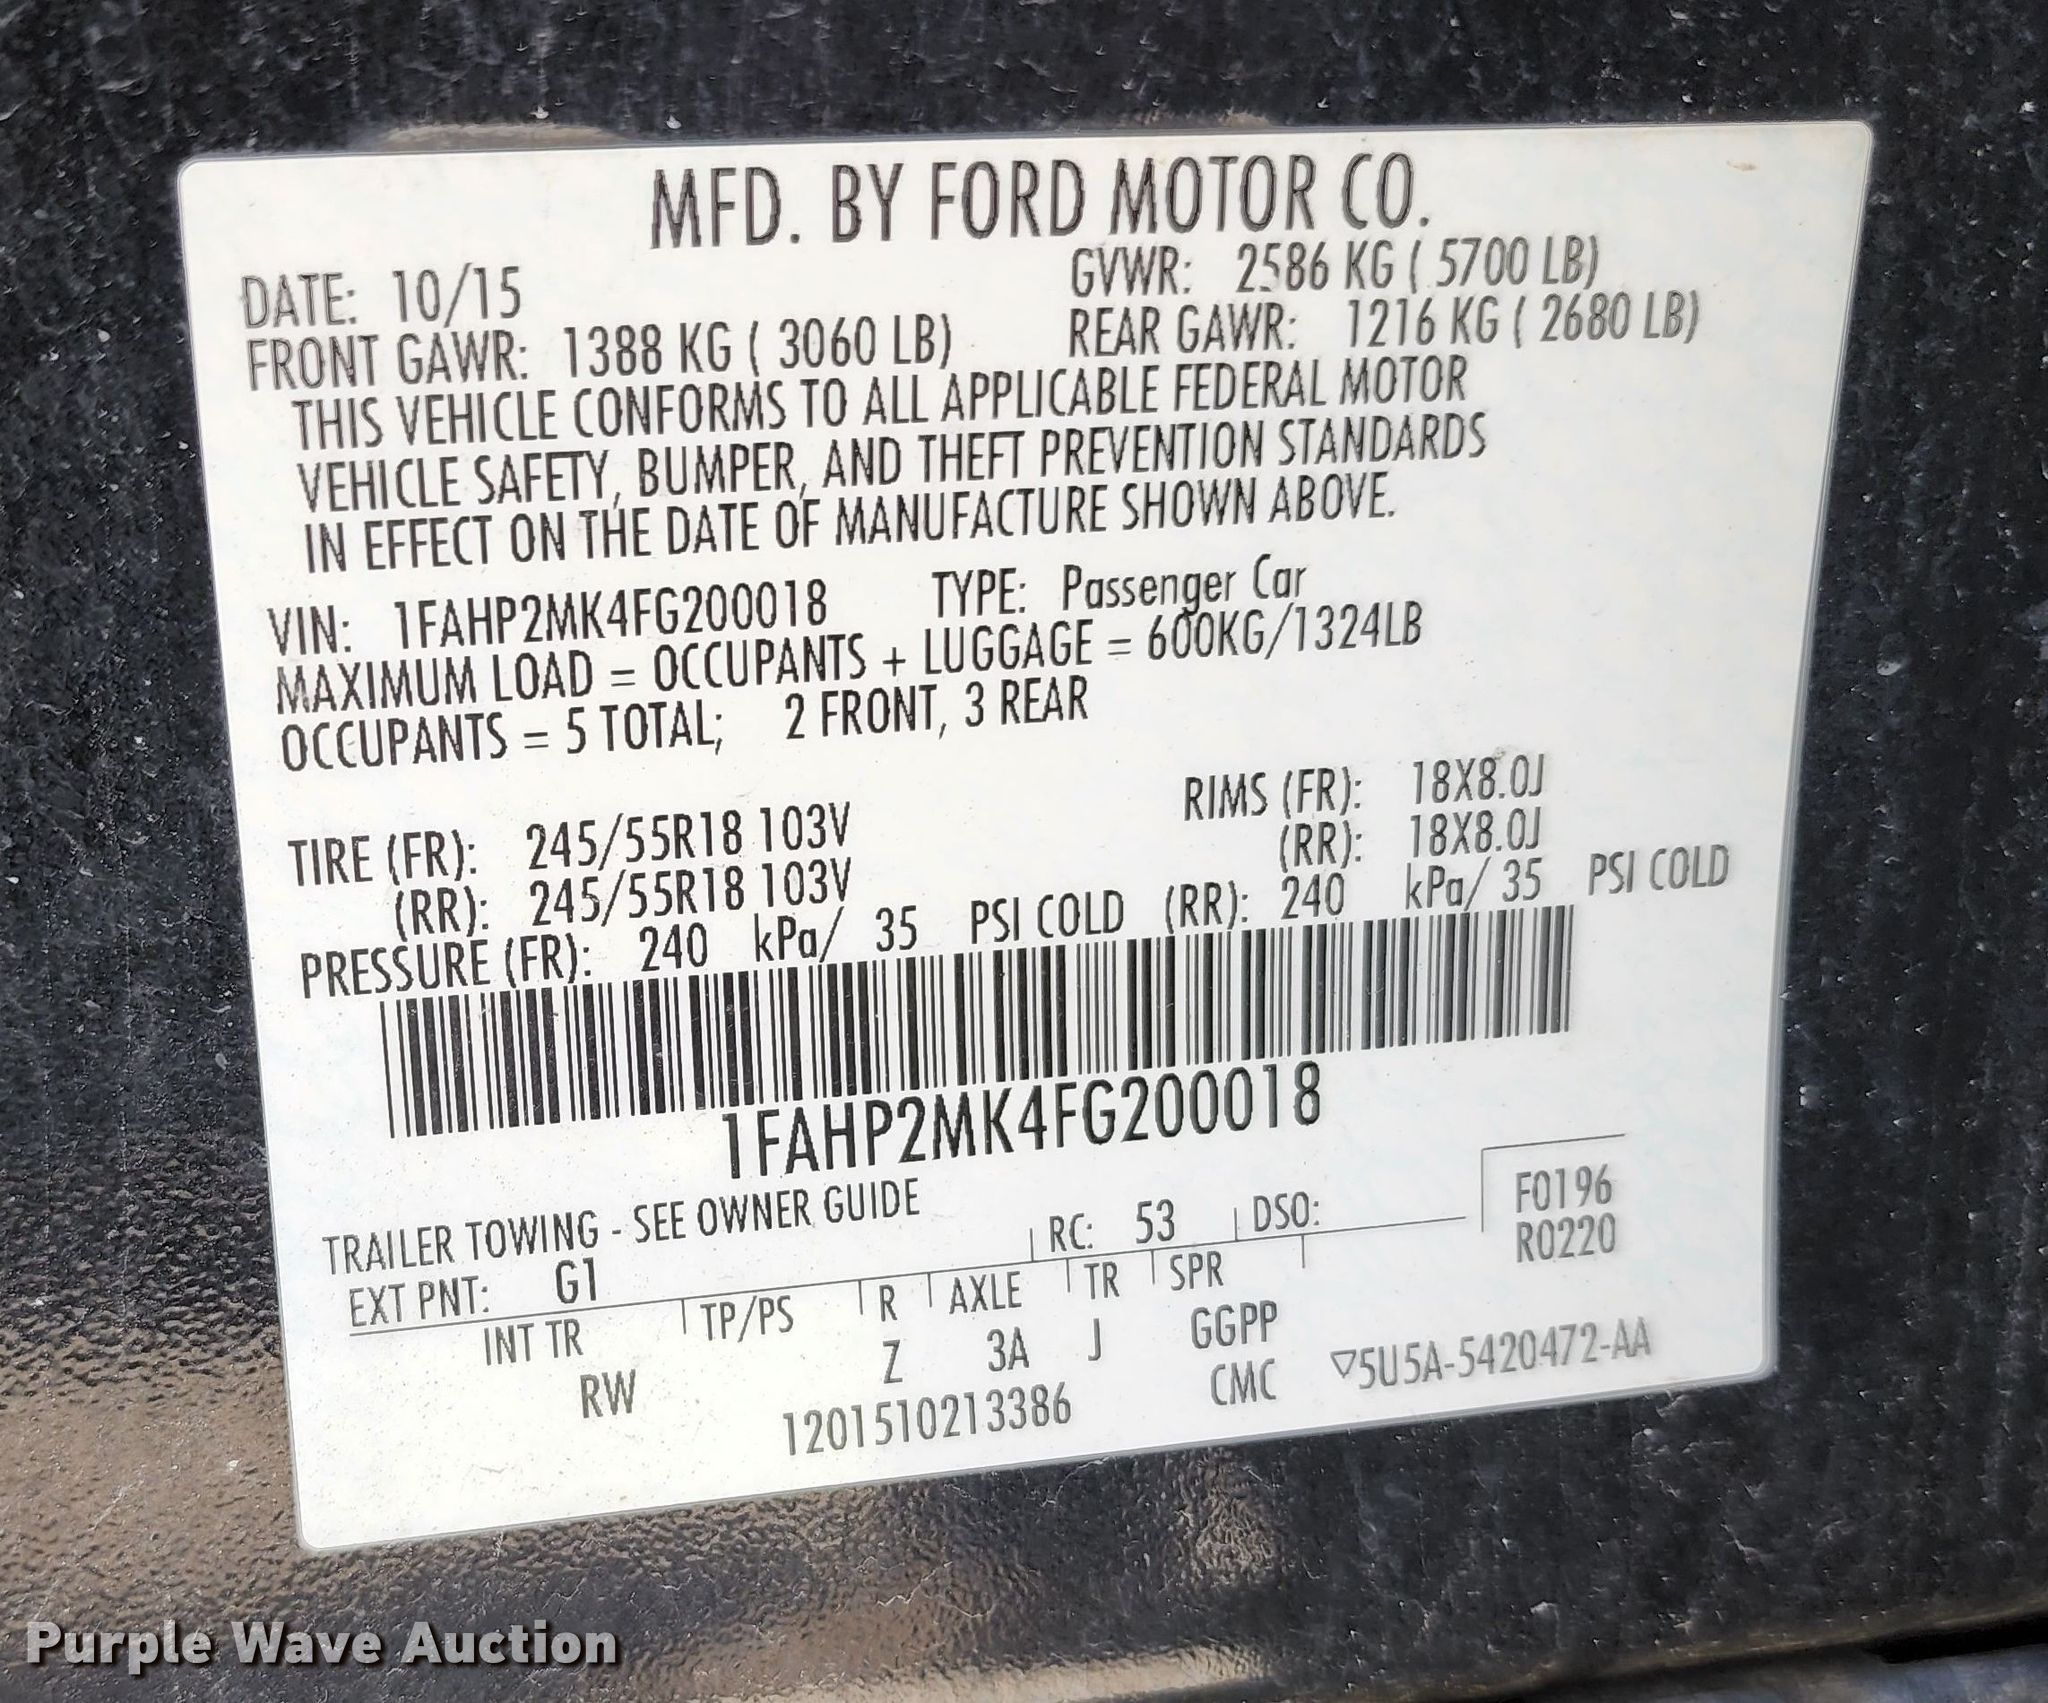 MFD. BY FORD MOTOR CO.
DATE: 10/15 GVWR: 2586 KG ( 5700 LB)
FRONT GAWR: 1388 KG ( 3060 LB) REAR GAWR: 1216 KG ( 2680 LB)
THIS VEHICLE CONFORMS TO ALL APPLICABLE FEDERAL MOTOR
VEHICLE SAFETY, BUMPER, AND THEFT PREVENTION STANDARDS
IN EFFECT ON THE DATE OF MANUFACTURE SHOWN ABOVE.
VIN: 1FAHP2MK4FG200018 TYPE: Passenger Car
MAXIMUM LOAD = OCCUPANTS + LUGGAGE = 600KG/1324LB
OCCUPANTS = 5 TOTAL; 2 FRONT, 3 REAR
TIRE (FR): 245/55R18 103V RIMS (FR): 18X8.0J
(RR): 245/55R18 103V (RR): 18X8.0J
PRESSURE (FR): 240 kPa/ 35 PSI COLD (RR): 240 kPa/ 35 PSI COLD
1FAHP2MK4FG200018
TRAILER TOWING - SEE OWNER GUIDE
EXT PNT: G1 RC: 53 DSO: F0196
R0220
INT TR TP/PS R AXLE TR SPR
RW Z 3A J GGPP
1201510213386 CMC ▽5U5A-5420472-AA
Purple Wave Auction